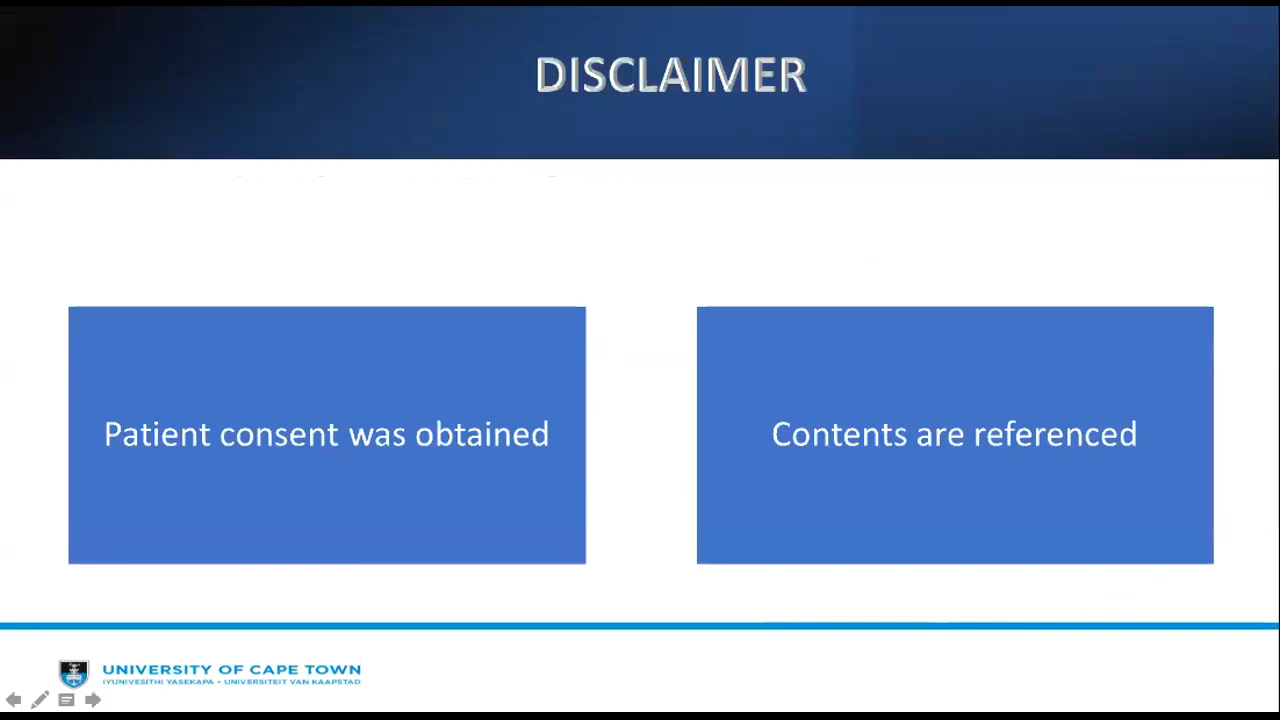 DISCLAIMER
Patient consent was obtained
Contents are referenced
UNIVERSITY OF CAPE TOWN
IYUNIVESITHI YASEKAPA • UNIVERSITEIT VAN KAAPSTAD